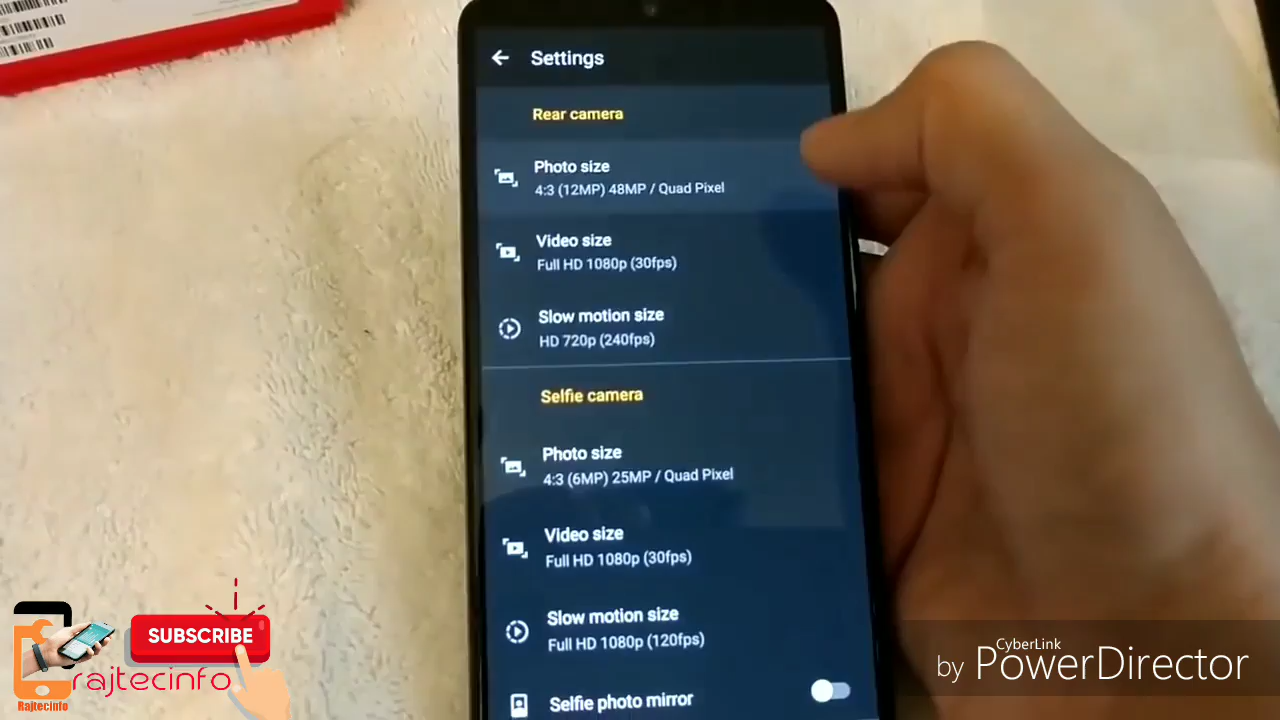 Settings
Rear camera
Photo size
4:3 (12MP) 48MP / Quad Pixel
Video size
Full HD 1080p (30fps)
Slow motion size
HD 720p (240fps)
Selfie camera
Photo size
4:3 (6MP) 25MP / Quad Pixel
Video size
Full HD 1080p (30fps)
Slow motion size
Full HD 1080p (120fps)
Selfie photo mirror
SUBSCRIBE
rajtecinfo
Rajtecinfo
CyberLink
by PowerDirector